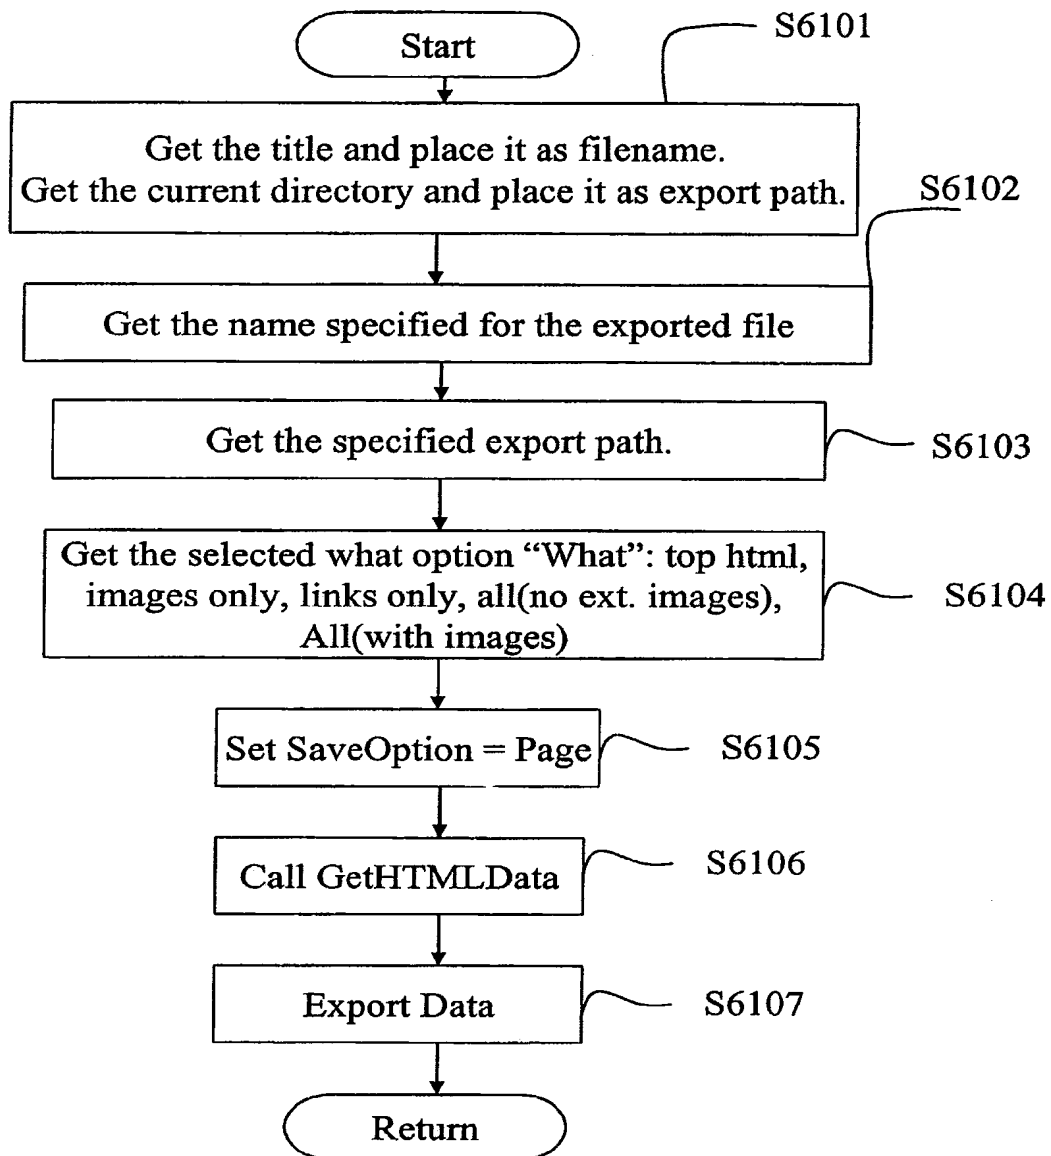 Start
S6101
Get the title and place it as filename.
Get the current directory and place it as export path.
S6102
Get the name specified for the exported file
Get the specified export path.
S6103
Get the selected what option “What”: top html,
images only, links only, all(no ext. images),
All(with images)
S6104
Set SaveOption = Page
S6105
Call GetHTMLData
S6106
Export Data
S6107
Return